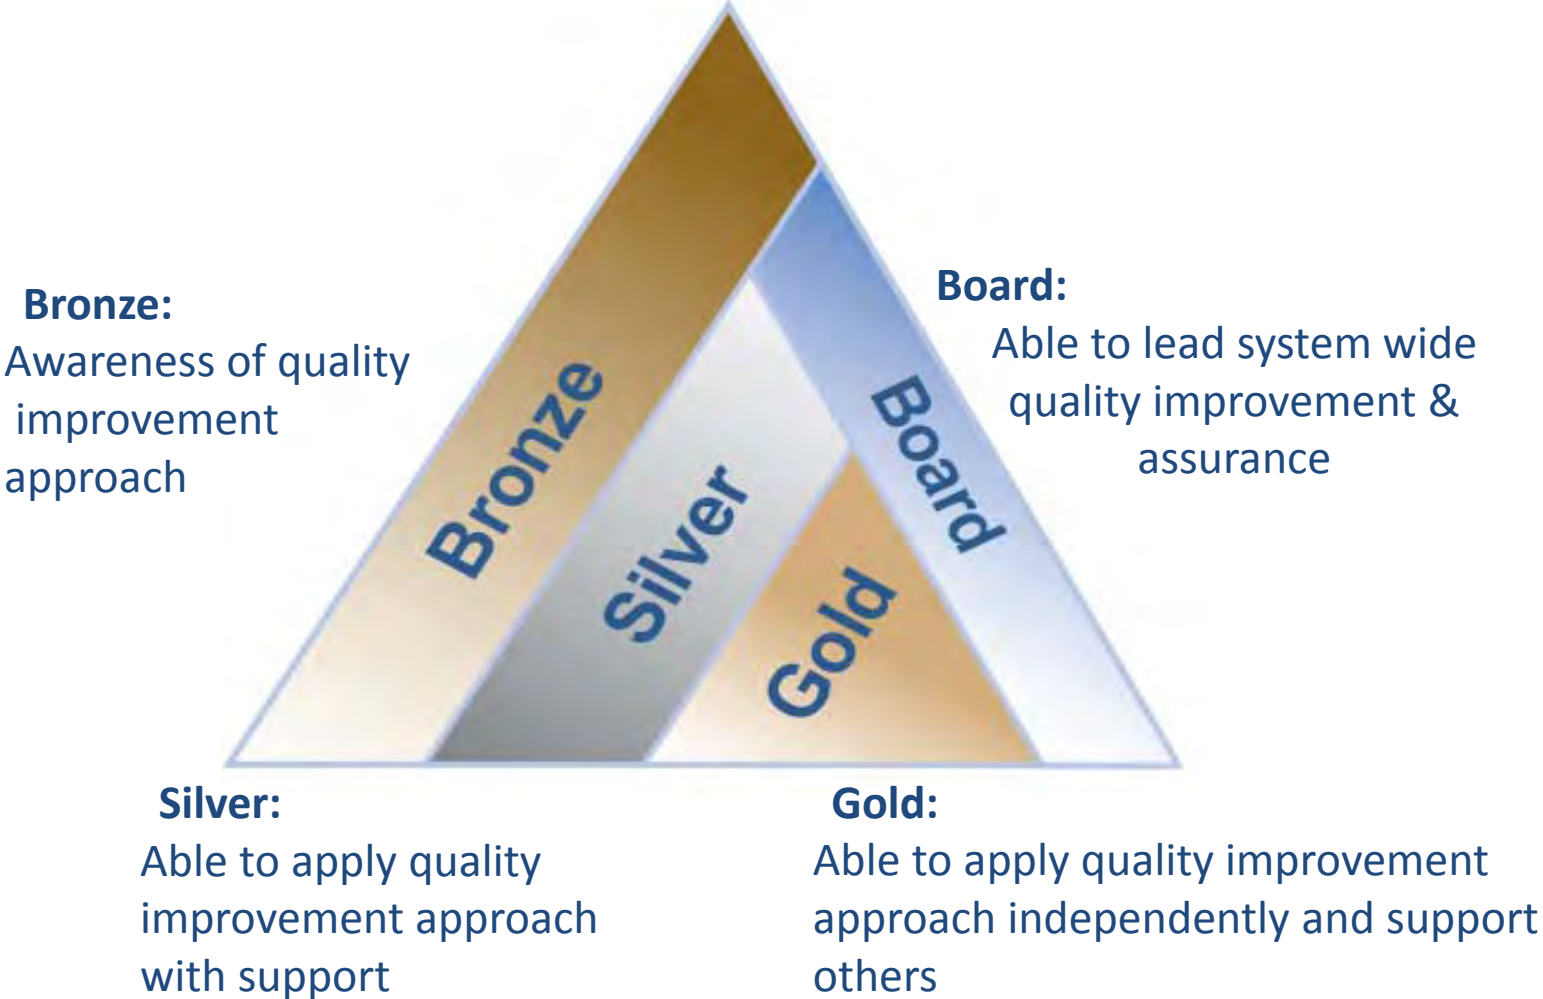 Bronze:
Awareness of quality
improvement
approach
Board:
Able to lead system wide
quality improvement &
assurance
Bronze
Silver
Gold
Board
Silver:
Able to apply quality
improvement approach
with support
Gold:
Able to apply quality improvement
approach independently and support
others